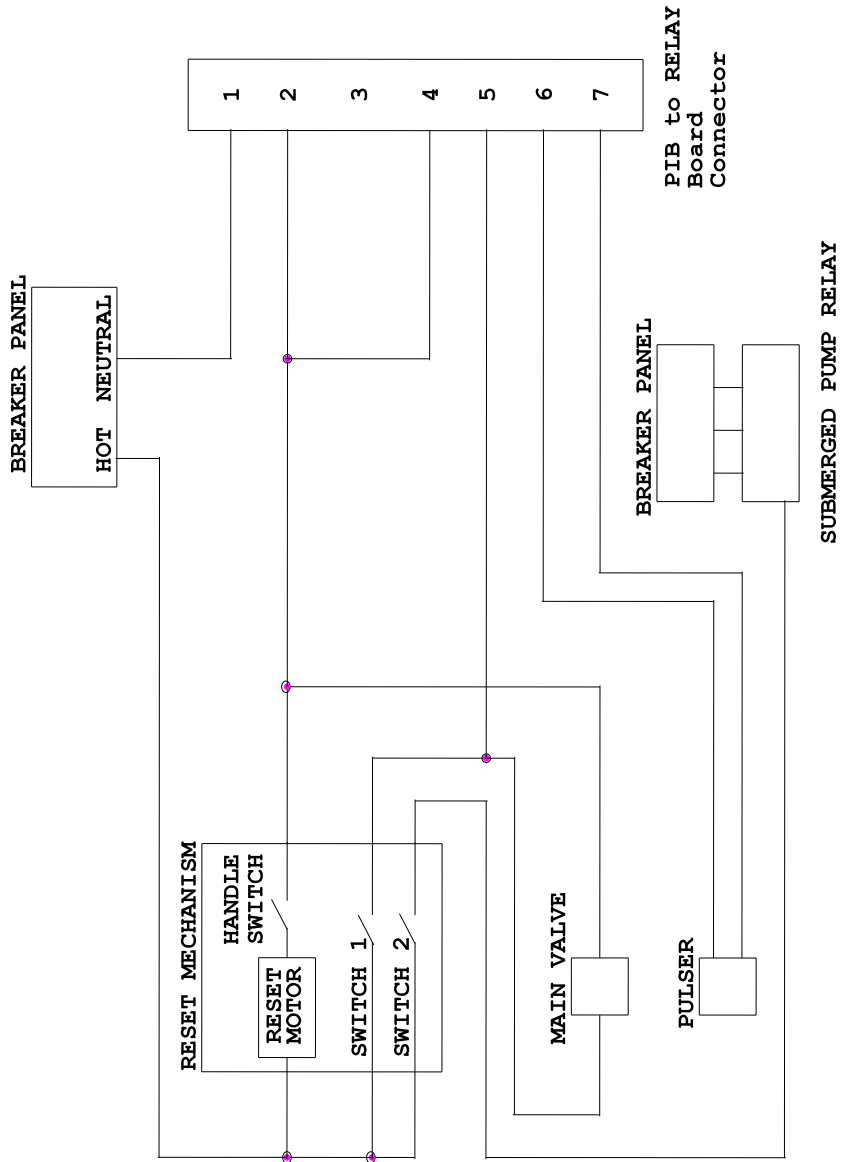 PIB to RELAY
Board
Connector
1
2
3
4
5
6
7
BREAKER PANEL
HOT NEUTRAL
BREAKER PANEL
SUBMERGED PUMP RELAY
RESET MECHANISM
HANDLE
SWITCH
RESET
MOTOR
SWITCH 1
SWITCH 2
MAIN VALVE
PULSER